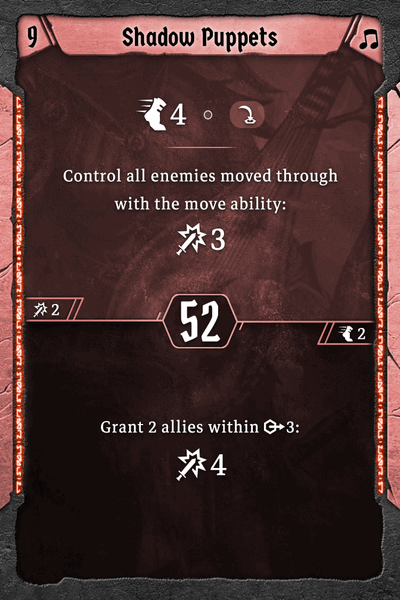 9 Shadow Puppets
4
Control all enemies moved through
with the move ability:
3
2
52
2
Grant 2 allies within 3:
4